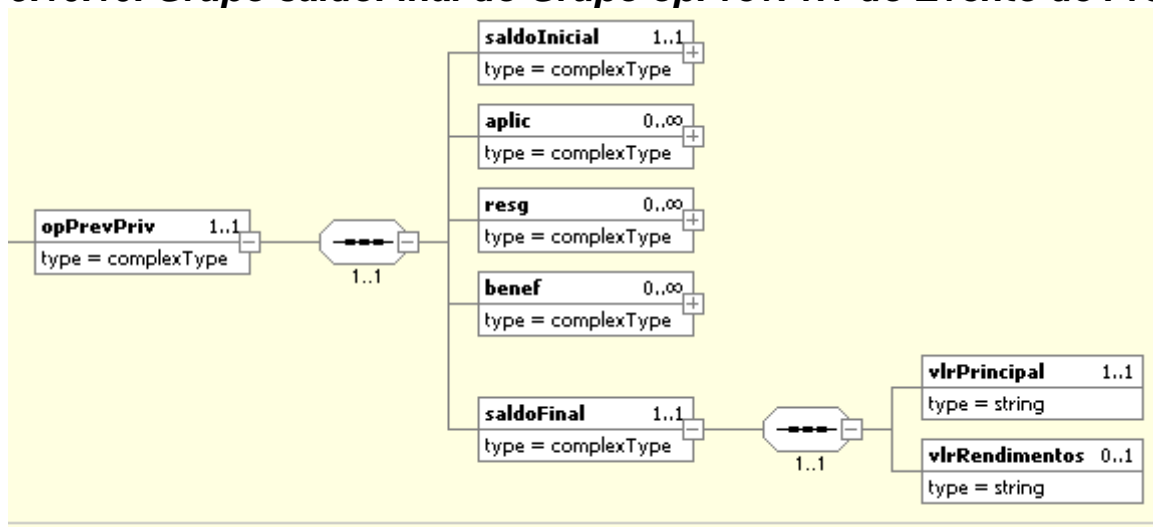 saldoInicial 1..1
type = complexType
aplic 0..∞
type = complexType
resg 0..∞
type = complexType
opPrevPriv 1..1
type = complexType
1..1
benef 0..∞
type = complexType
vlrPrincipal 1..1
type = string
saldoFinal 1..1
type = complexType
1..1
vlrRendimentos 0..1
type = string